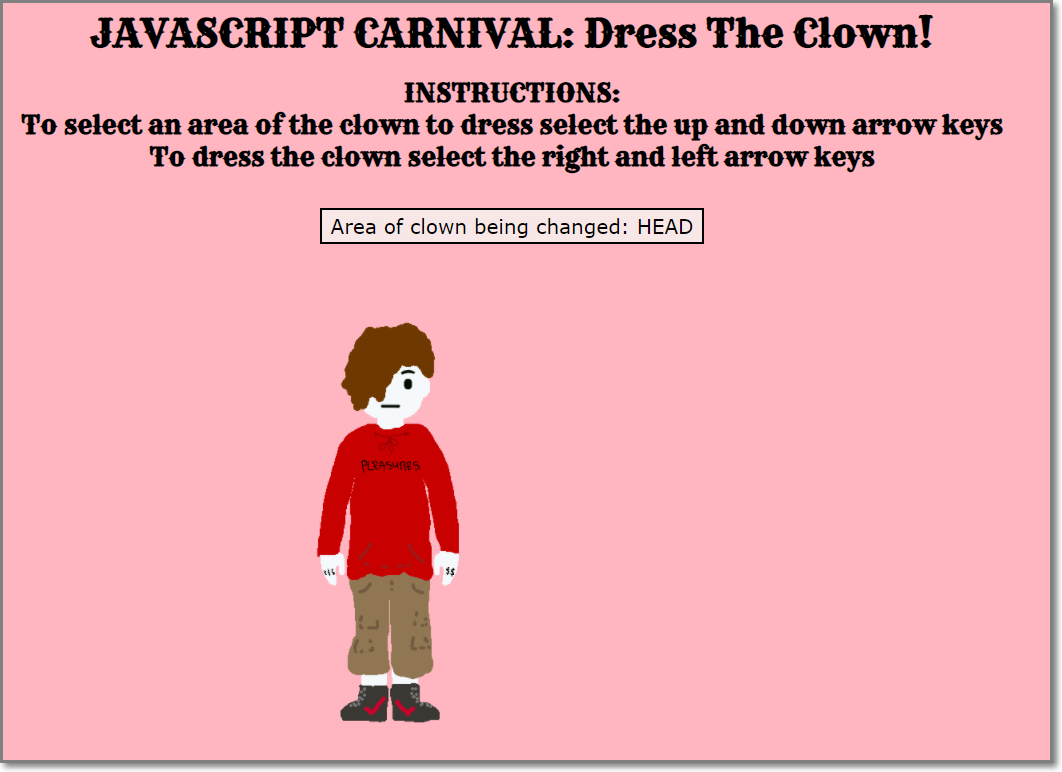 JAVASCRIPT CARNIVAL: Dress The Clown!
INSTRUCTIONS:
To select an area of the clown to dress select the up and down arrow keys
To dress the clown select the right and left arrow keys
Area of clown being changed: HEAD
PLEASURES
$$